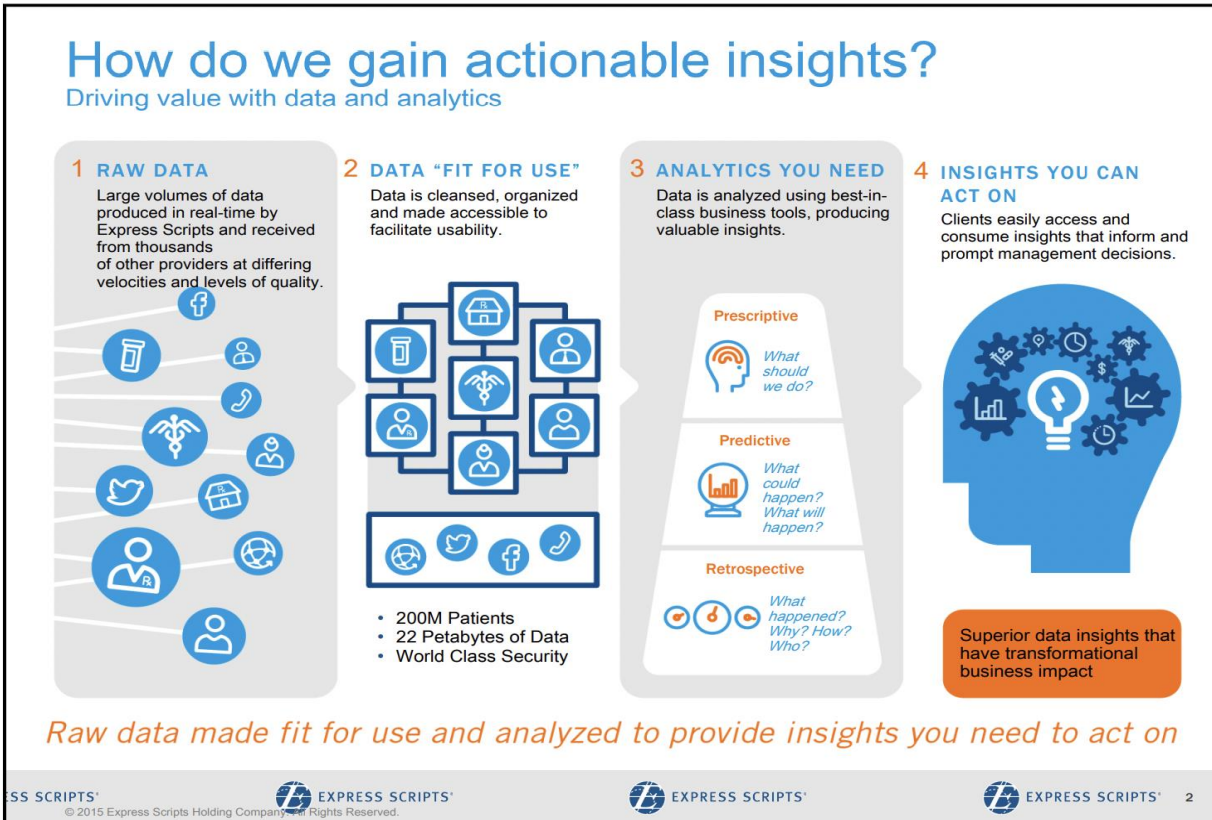 How do we gain actionable insights?
Driving value with data and analytics
1 RAW DATA
Large volumes of data
produced in real-time by
Express Scripts and received
from thousands
of other providers at differing
velocities and levels of quality.
2 DATA "FIT FOR USE"
Data is cleansed, organized
and made accessible to
facilitate usability.
• 200M Patients
• 22 Petabytes of Data
• World Class Security
3 ANALYTICS YOU NEED
Data is analyzed using best-in-
class business tools, producing
valuable insights.
Prescriptive
What
should
we do?
Predictive
What
could
happen?
What will
happen?
Retrospective
What
happened?
Why? How?
Who?
4 INSIGHTS YOU CAN
ACT ON
Clients easily access and
consume insights that inform and
prompt management decisions.
Superior data insights that
have transformational
business impact
Raw data made fit for use and analyzed to provide insights you need to act on
ESS SCRIPTS®
EXPRESS SCRIPTS®
EXPRESS SCRIPTS®
EXPRESS SCRIPTS® 2
© 2015 Express Scripts Holding Company. All Rights Reserved.